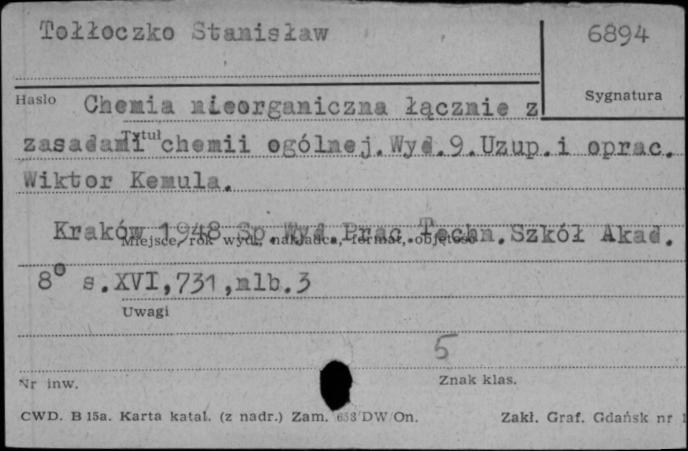 Tołłoczko Stanisław
6894
Sygnatura
Hasło
Chemia nieorganiczna łącznie z
Tytuł
zasadami chemii ogólnej. Wyd.9. Uzup.i oprac.
Wiktor Kemula.
Kraków 1948 Sp.Wyd.Prac.Techn.Szkół Akad.
Miejsce, rok wyd., nakładca, format, objętość
8° s.XVI,731,nlb.3
Uwagi
5
Nr inw.
Znak klas.
CWD. B 15a. Karta katal. (z nadr.) Zam. DW/On.
Zakł. Graf. Gdańsk nr 1